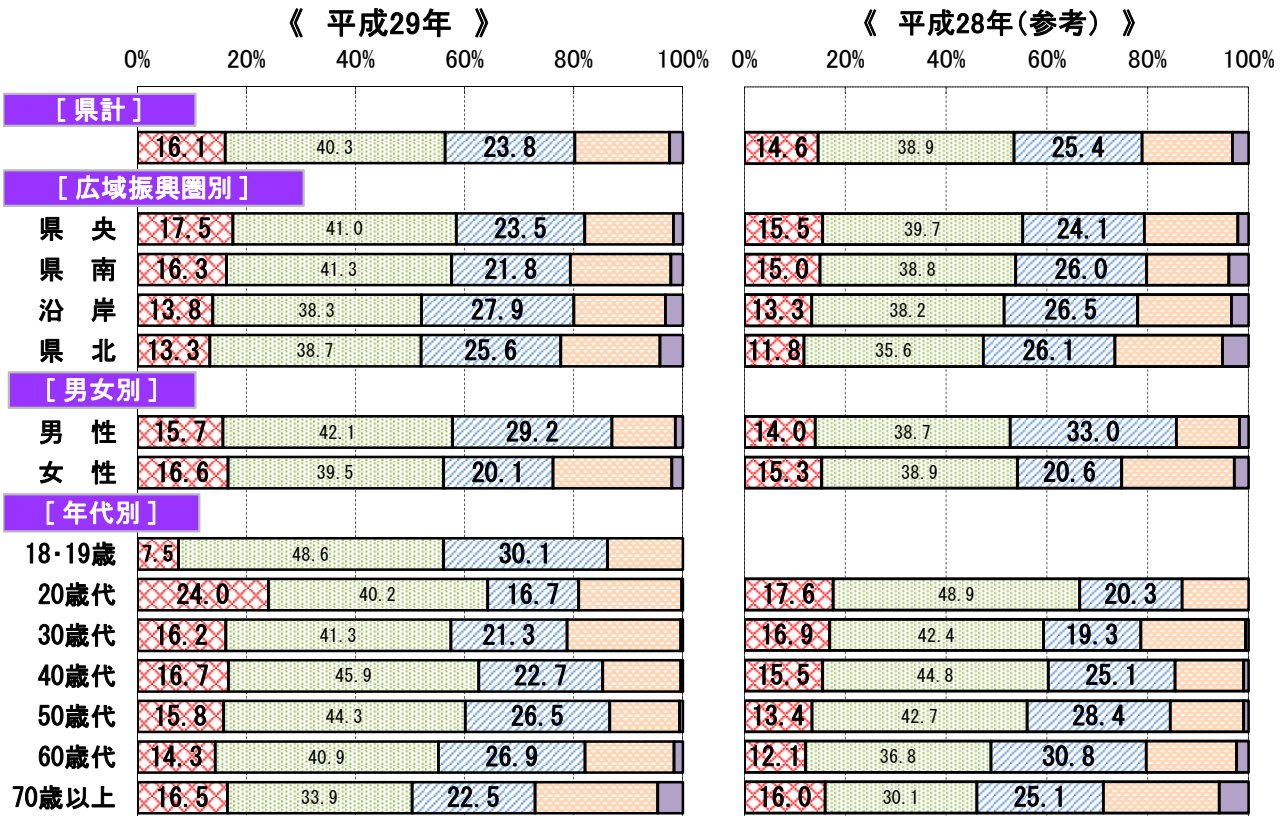 《 平成29年 》 《 平成28年(参考) 》
0% 20% 40% 60% 80% 100% 0% 20% 40% 60% 80% 100%
[ 県計 ]
16.1 40.3 23.8 14.6 38.9 25.4
[ 広域振興圏別 ]
県 央 17.5 41.0 23.5 15.5 39.7 24.1
県 南 16.3 41.3 21.8 15.0 38.8 26.0
沿 岸 13.8 38.3 27.9 13.3 38.2 26.5
県 北 13.3 38.7 25.6 11.8 35.6 26.1
[ 男女別 ]
男 性 15.7 42.1 29.2 14.0 38.7 33.0
女 性 16.6 39.5 20.1 15.3 38.9 20.6
[ 年代別 ]
18・19歳 7.5 48.6 30.1
20歳代 24.0 40.2 16.7 17.6 48.9 20.3
30歳代 16.2 41.3 21.3 16.9 42.4 19.3
40歳代 16.7 45.9 22.7 15.5 44.8 25.1
50歳代 15.8 44.3 26.5 13.4 42.7 28.4
60歳代 14.3 40.9 26.9 12.1 36.8 30.8
70歳以上 16.5 33.9 22.5 16.0 30.1 25.1